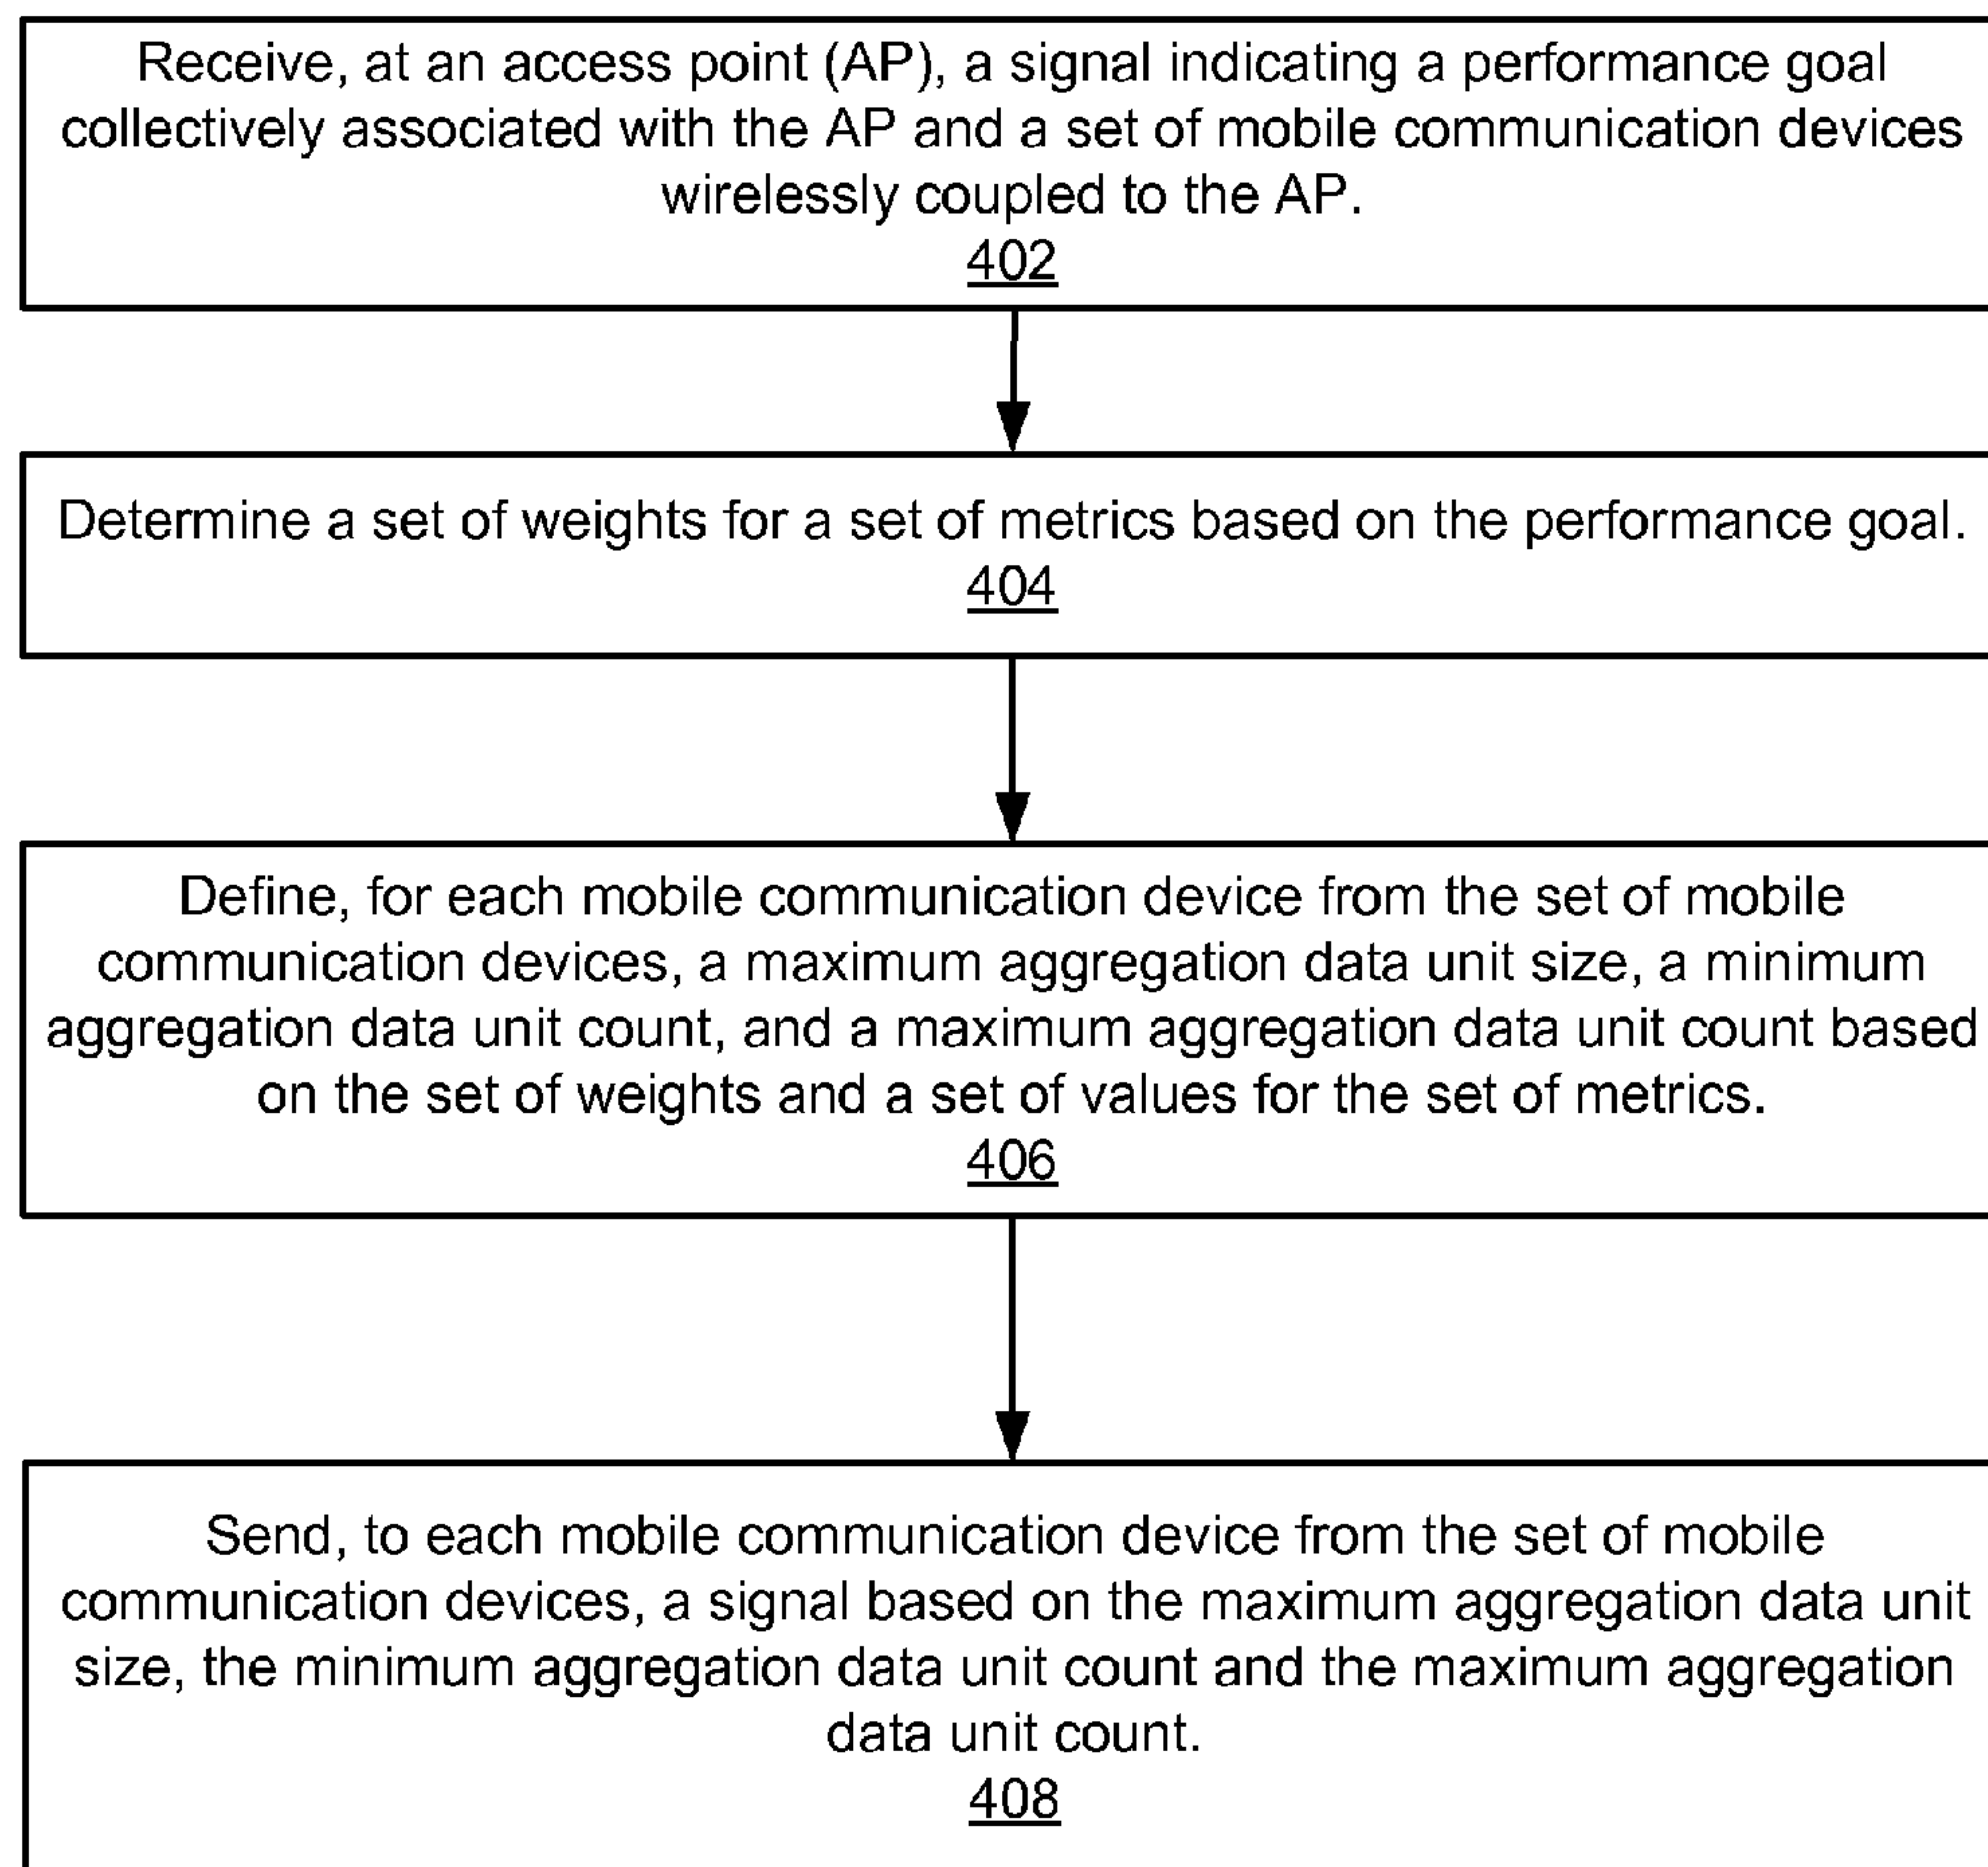 Receive, at an access point (AP), a signal indicating a performance goal
collectively associated with the AP and a set of mobile communication devices
wirelessly coupled to the AP.
402
Determine a set of weights for a set of metrics based on the performance goal.
404
Define, for each mobile communication device from the set of mobile
communication devices, a maximum aggregation data unit size, a minimum
aggregation data unit count, and a maximum aggregation data unit count based
on the set of weights and a set of values for the set of metrics.
406
Send, to each mobile communication device from the set of mobile
communication devices, a signal based on the maximum aggregation data unit
size, the minimum aggregation data unit count and the maximum aggregation
data unit count.
408